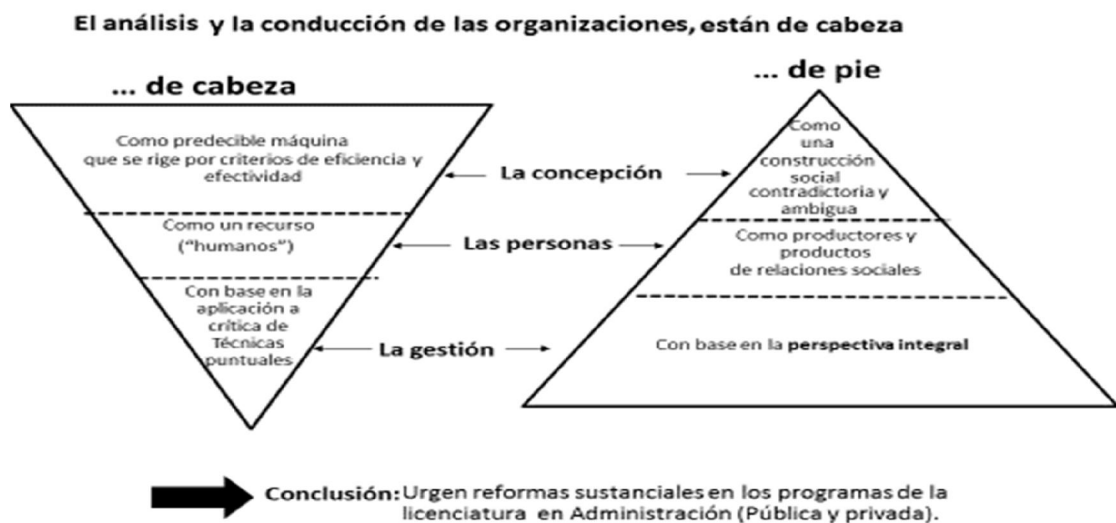 El análisis y la conducción de las organizaciones, están de cabeza
... de cabeza
Como predecible máquina
que se rige por criterios de eficiencia y
efectividad
Como un recurso
("humanos")
Con base en la
aplicación a
crítica de
Técnicas
puntuales
La concepción
Las personas
La gestión
... de pie
Como
una
construcción
social
contradictoria y
ambigua
Como productores y
productos
de relaciones sociales
Con base en la perspectiva integral
Conclusión: Urgen reformas sustanciales en los programas de la
licenciatura en Administración (Pública y privada).